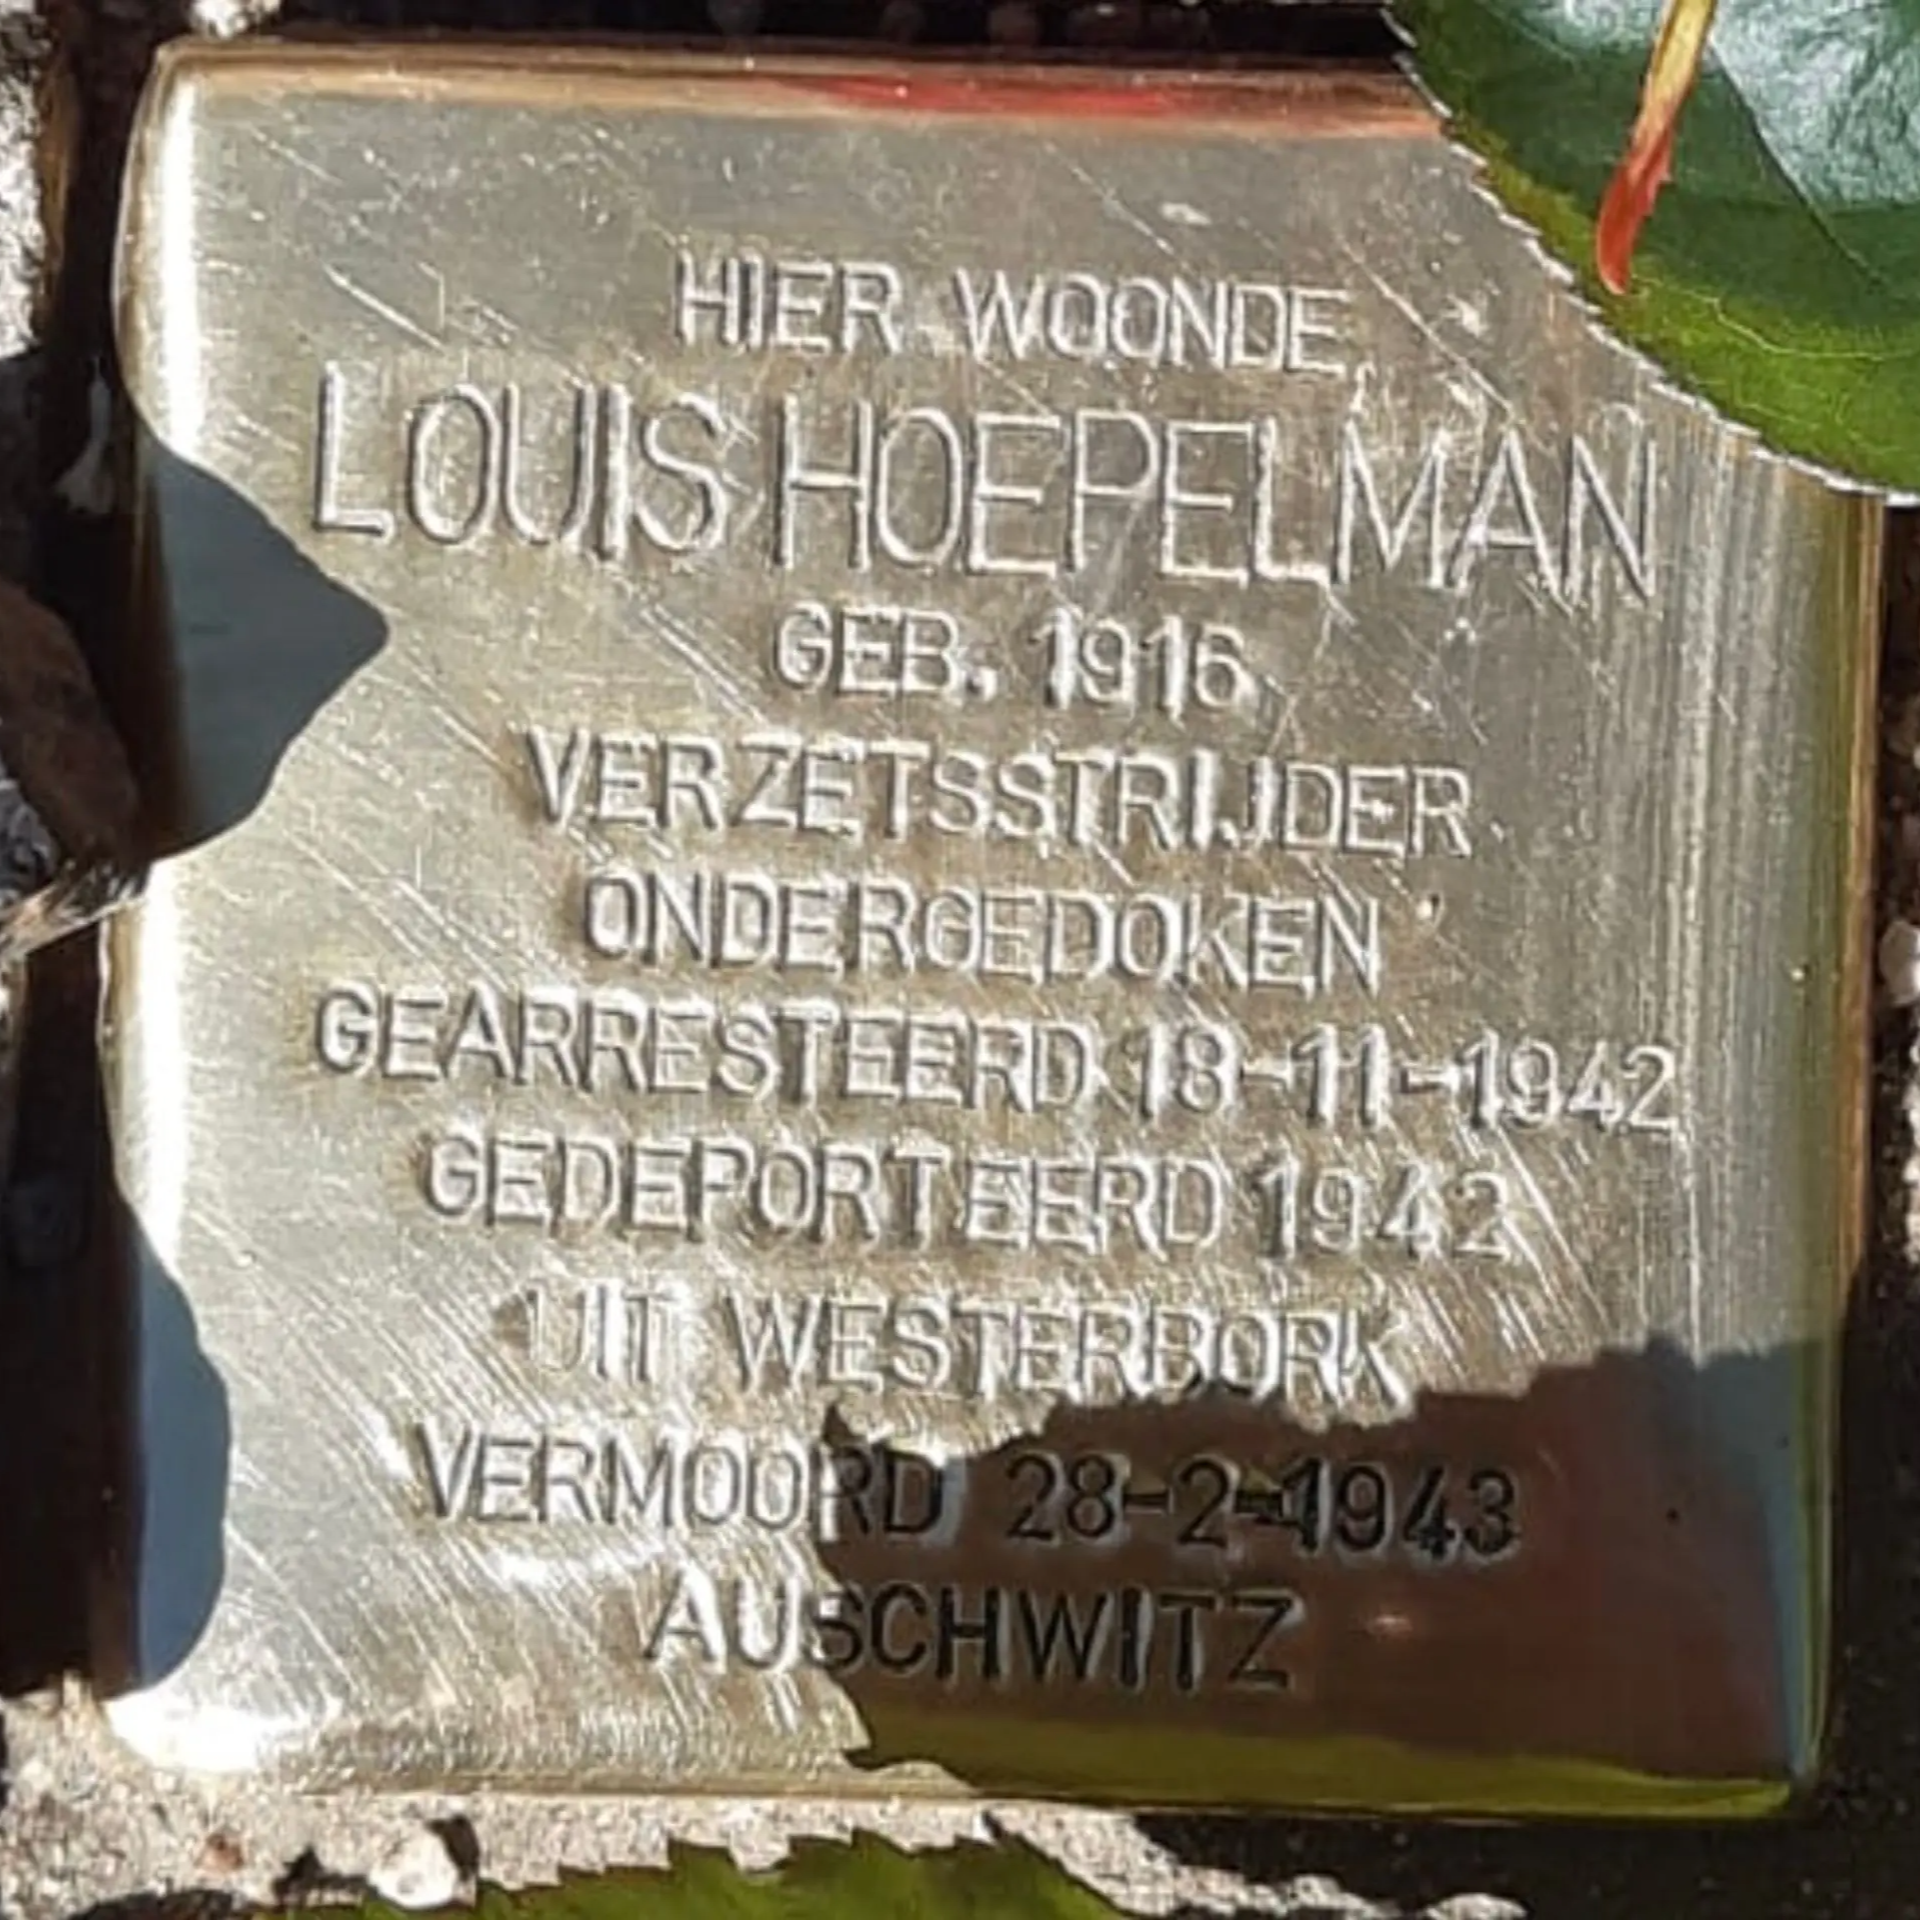 HIER WOONDE
LOUIS HOEPELMAN
GEB. 1916
VERZETSSTRIJDER
ONDERGEDOKEN
GEARRESTEERD 18-11-1942
GEDEPORTEERD 1942
UIT WESTERBORK
VERMOORD 28-2-1943
AUSCHWITZ